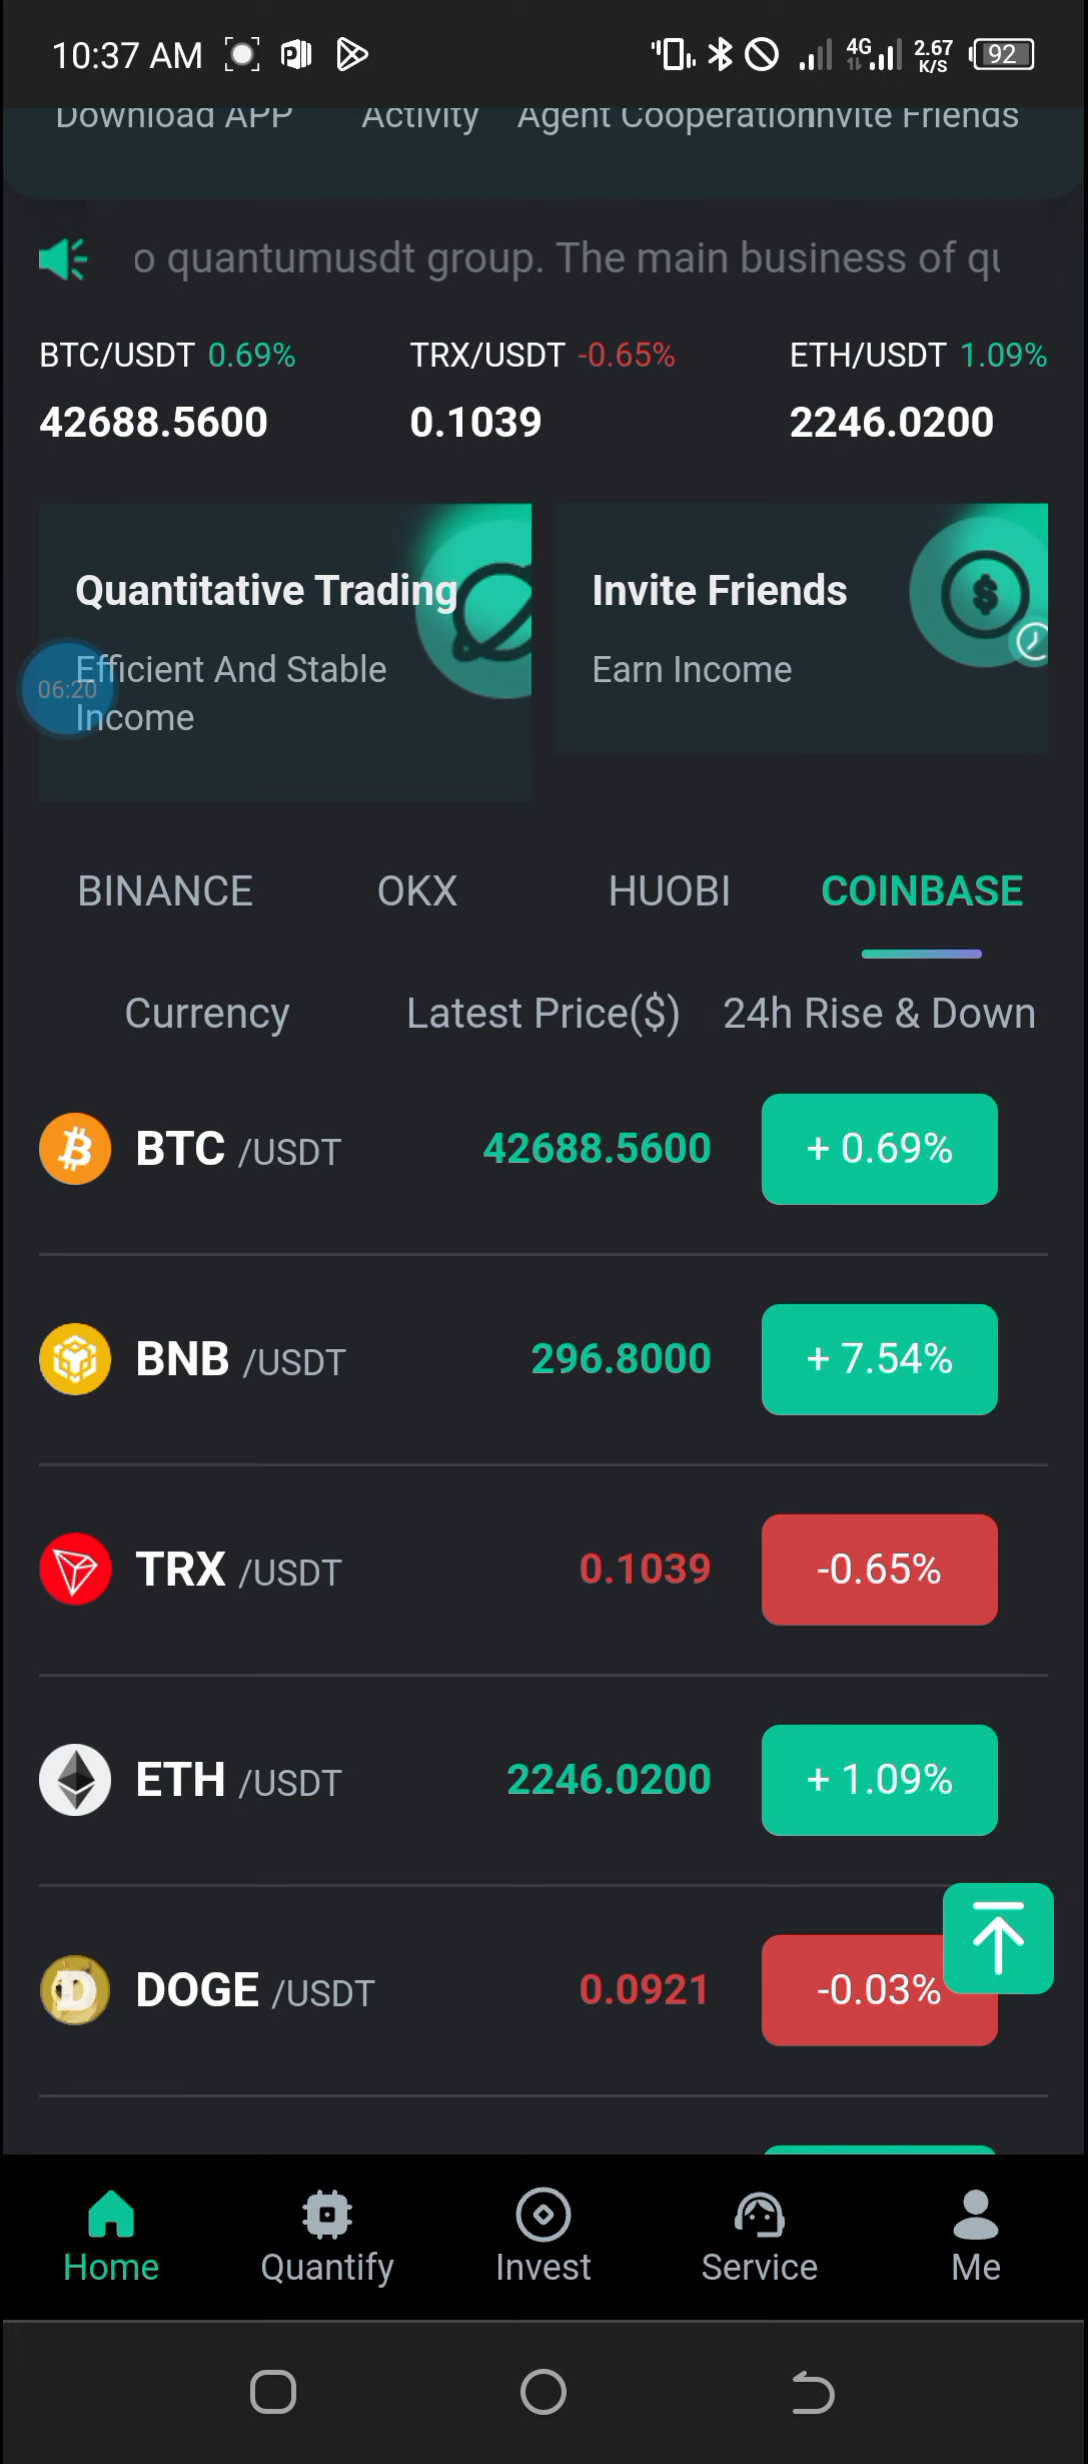 10:37 AM 4G 2.67 K/S 92
Download APP Activity Agent Cooperation Invite Friends
o quantumusdt group. The main business of qu
BTC/USDT 0.69% TRX/USDT -0.65% ETH/USDT 1.09%
42688.5600 0.1039 2246.0200
Quantitative Trading Invite Friends
Efficient And Stable Earn Income
06:20
Income
BINANCE OKX HUOBI COINBASE
Currency Latest Price($) 24h Rise & Down
BTC /USDT 42688.5600 + 0.69%
BNB /USDT 296.8000 + 7.54%
TRX /USDT 0.1039 -0.65%
ETH /USDT 2246.0200 + 1.09%
DOGE /USDT 0.0921 -0.03%
Home Quantify Invest Service Me